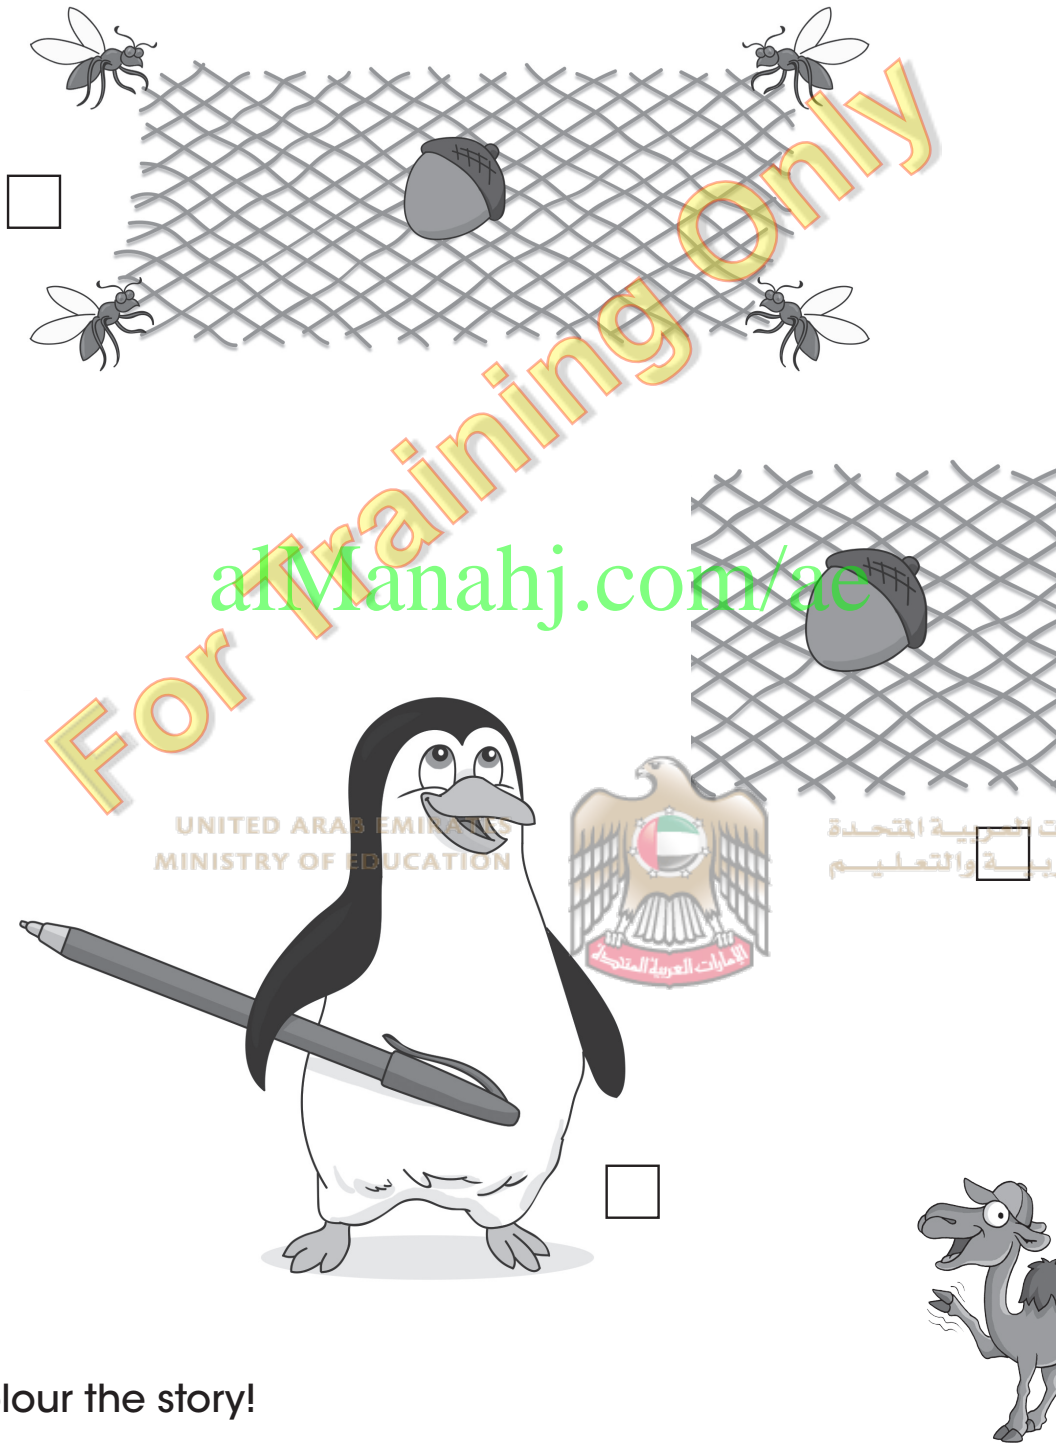 For Training Only
alManahj.com/ae
UNITED ARAB EMIRATES
MINISTRY OF EDUCATION
الإمارات العربية المتحدة
lour the story!